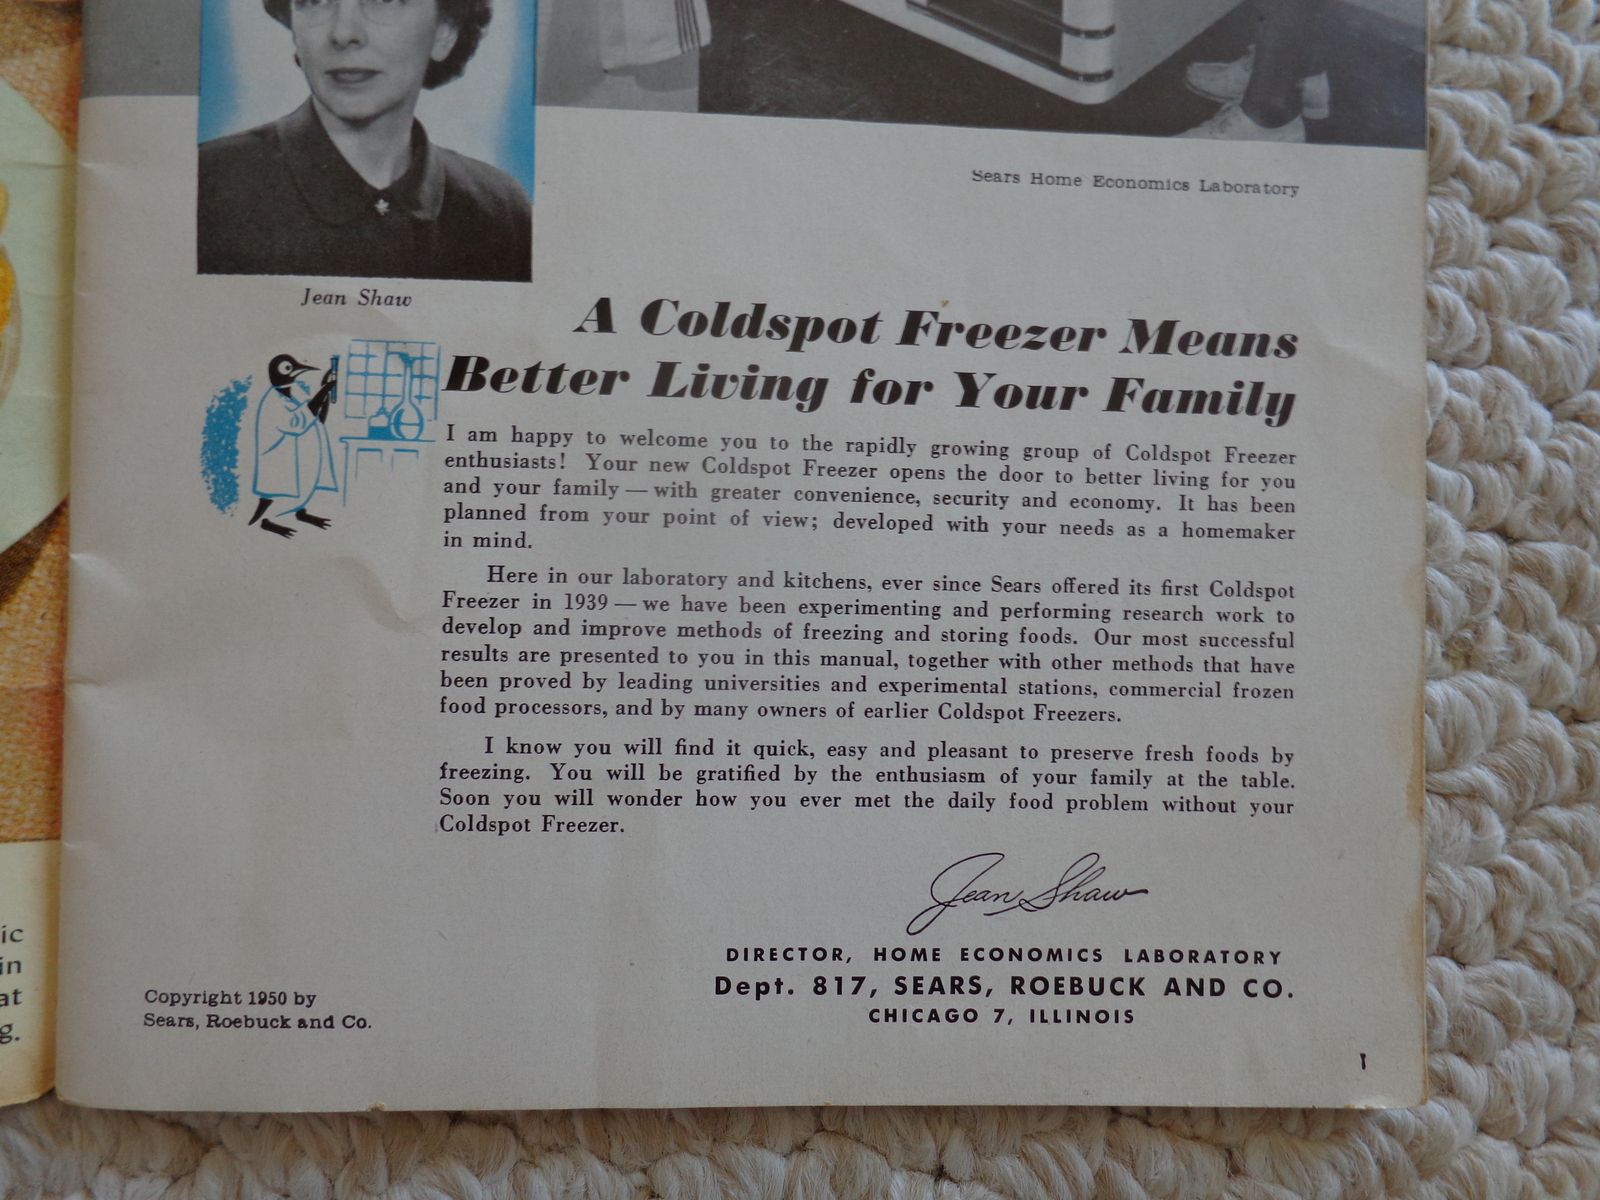 Sears Home Economics Laboratory
Jean Shaw
A Coldspot Freezer Means
Better Living for Your Family
I am happy to welcome you to the rapidly growing group of Coldspot Freezer
enthusiasts! Your new Coldspot Freezer opens the door to better living for you
and your family — with greater convenience, security and economy. It has been
planned from your point of view; developed with your needs as a homemaker
in mind.
Here in our laboratory and kitchens, ever since Sears offered its first Coldspot
Freezer in 1939 — we have been experimenting and performing research work to
develop and improve methods of freezing and storing foods. Our most successful
results are presented to you in this manual, together with other methods that have
been proved by leading universities and experimental stations, commercial frozen
food processors, and by many owners of earlier Coldspot Freezers.
I know you will find it quick, easy and pleasant to preserve fresh foods by
freezing. You will be gratified by the enthusiasm of your family at the table.
Soon you will wonder how you ever met the daily food problem without your
Coldspot Freezer.
Jean Shaw
DIRECTOR, HOME ECONOMICS LABORATORY
Dept. 817, SEARS, ROEBUCK AND CO.
CHICAGO 7, ILLINOIS
Copyright 1950 by
Sears, Roebuck and Co.
1
ic
in
at
g.